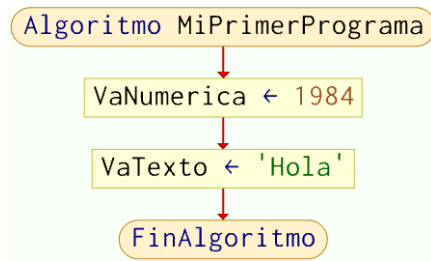 Algoritmo MiPrimerPrograma
VaNumerica ← 1984
VaTexto ← 'Hola'
FinAlgoritmo